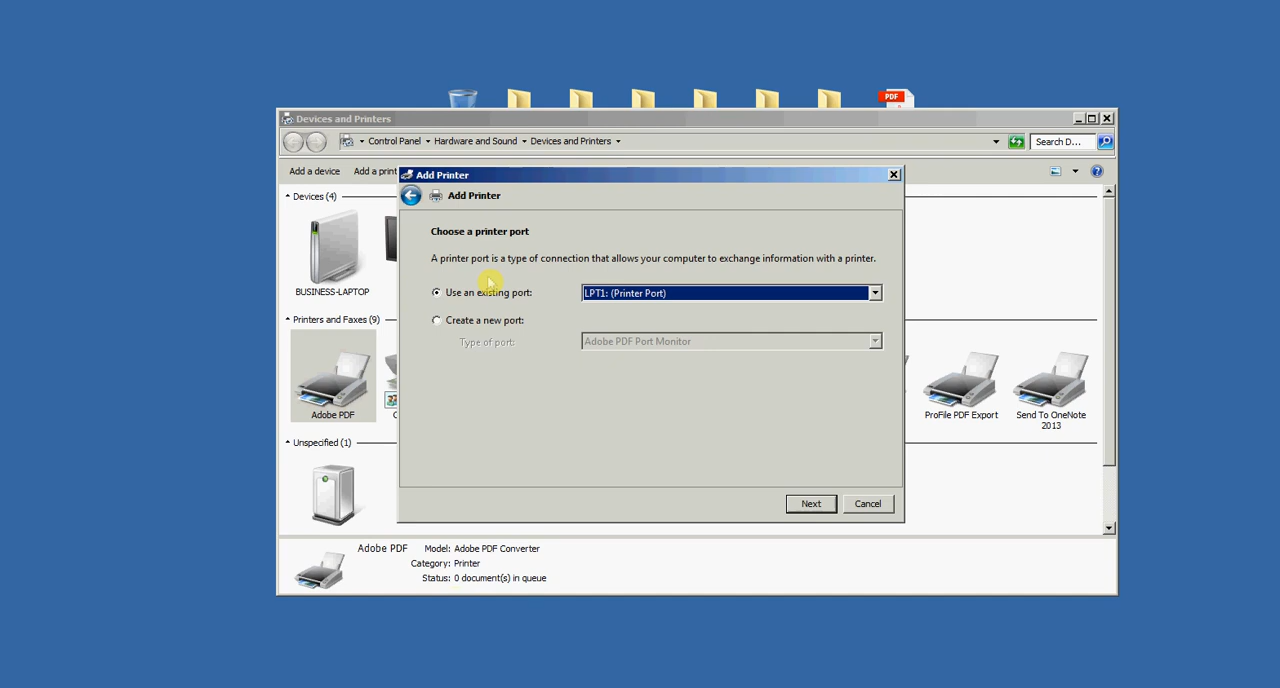 PDF
Devices and Printers
Control Panel
Hardware and Sound
Devices and Printers
Search D...
Add a device
Add a print
Add Printer
Add Printer
Devices (4)
Choose a printer port
A printer port is a type of connection that allows your computer to exchange information with a printer.
BUSINESS-LAPTOP
Use an existing port:
LPT1: (Printer Port)
Printers and Faxes (9)
Create a new port:
Type of port:
Adobe PDF Port Monitor
Adobe PDF
C
ProFile PDF Export
Send To OneNote
2013
Unspecified (1)
Next
Cancel
Adobe PDF
Model: Adobe PDF Converter
Category: Printer
Status: 0 document(s) in queue